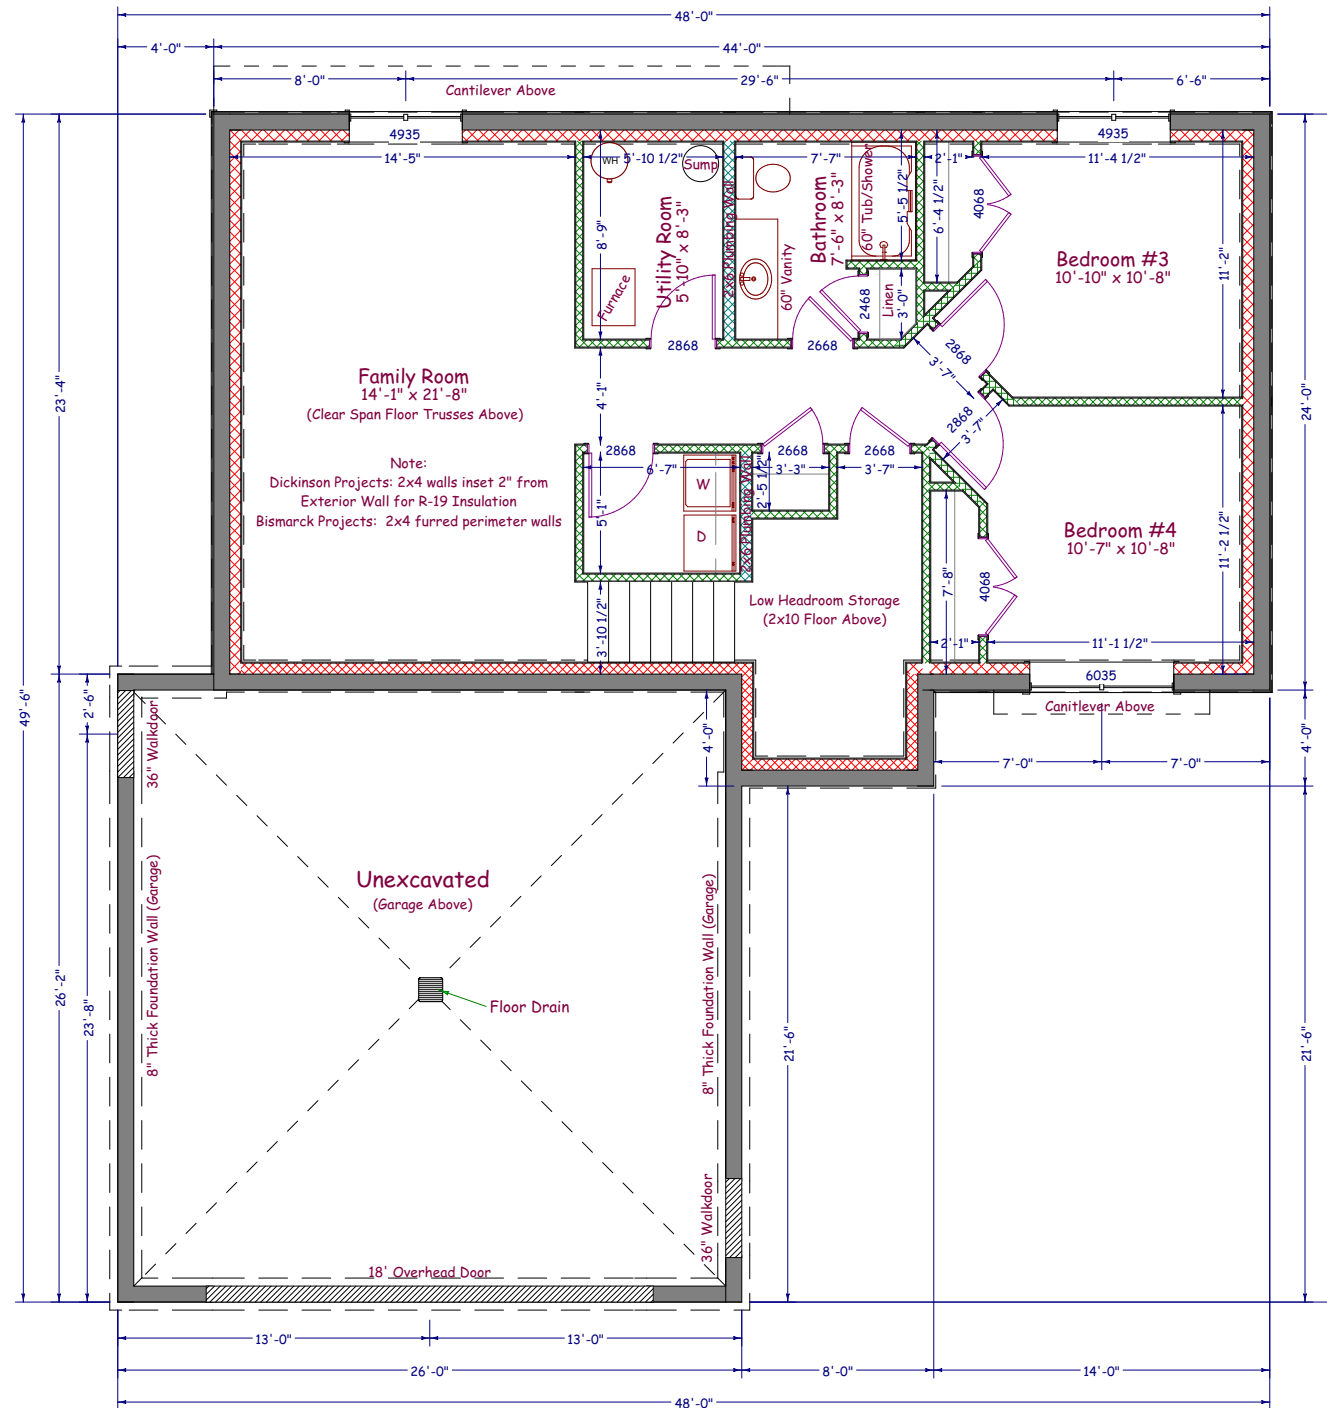 48'-0"
4'-0"
44'-0"
8'-0"
29'-6"
6'-6"
Cantilever Above
4935
4935
14'-5"
WH
5'-10 1/2"
Sump
7'-7"
2'-1"
11'-4 1/2"
8'-9"
Utility Room
5'-10" x 8'-3"
Furnace
2x6 Plumbing Wall
Bathroom
7'-6" x 8'-3"
60" Tub/Shower
5'-5 1/2"
6'-4 1/2"
4068
60" Vanity
2468
Linen
3'-0"
Bedroom #3
10'-10" x 10'-8"
11'-2"
2868
2668
2868
3'-7"
23'-4"
24'-0"
Family Room
14'-1" x 21'-8"
(Clear Span Floor Trusses Above)
4'-1"
2868
3'-7"
Note:
Dickinson Projects: 2x4 walls inset 2" from
Exterior Wall for R-19 Insulation
Bismarck Projects: 2x4 furred perimeter walls
2868
6'-7"
2668
3'-3"
2668
3'-7"
2'-5 1/2"
W
D
5'-1"
2x6 Plumbing Wall
Bedroom #4
10'-7" x 10'-8"
11'-2 1/2"
7'-8"
4068
3'-10 1/2"
Low Headroom Storage
(2x10 Floor Above)
2'-1"
11'-1 1/2"
6035
Canitlever Above
49'-6"
2'-6"
36" Walkdoor
4'-0"
4'-0"
7'-0"
7'-0"
Unexcavated
(Garage Above)
8" Thick Foundation Wall (Garage)
8" Thick Foundation Wall (Garage)
26'-2"
23'-8"
Floor Drain
21'-6"
21'-6"
36" Walkdoor
18' Overhead Door
13'-0"
13'-0"
26'-0"
8'-0"
14'-0"
48'-0"